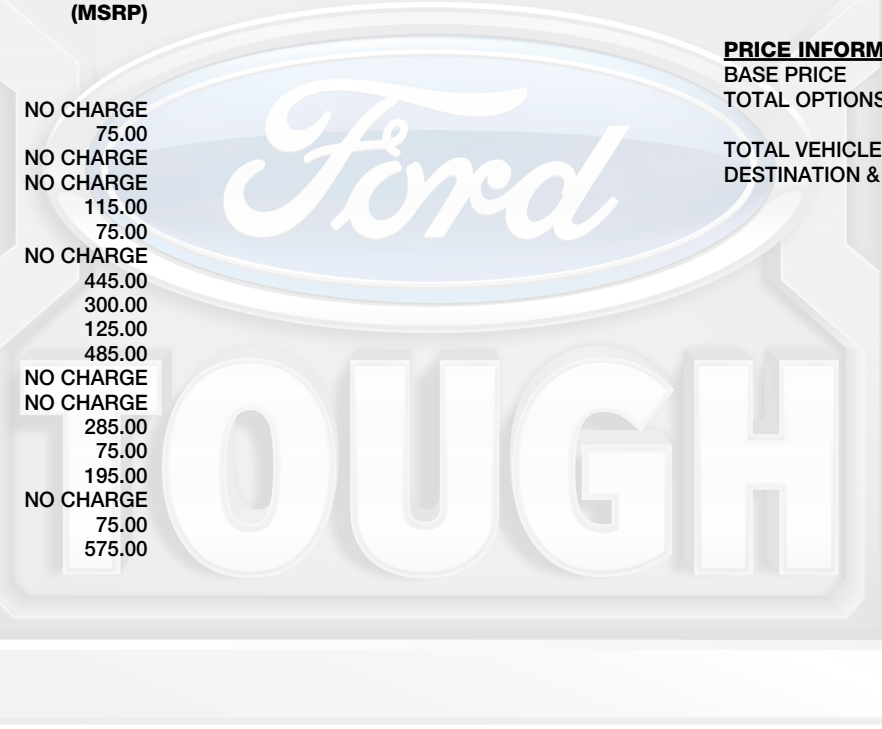 (MSRP)
NO CHARGE
75.00
NO CHARGE
NO CHARGE
115.00
75.00
NO CHARGE
445.00
300.00
125.00
485.00
NO CHARGE
NO CHARGE
285.00
75.00
195.00
NO CHARGE
75.00
575.00
PRICE INFORM
BASE PRICE
TOTAL OPTIONS
TOTAL VEHICLE
DESTINATION &
Ford
TOUGH